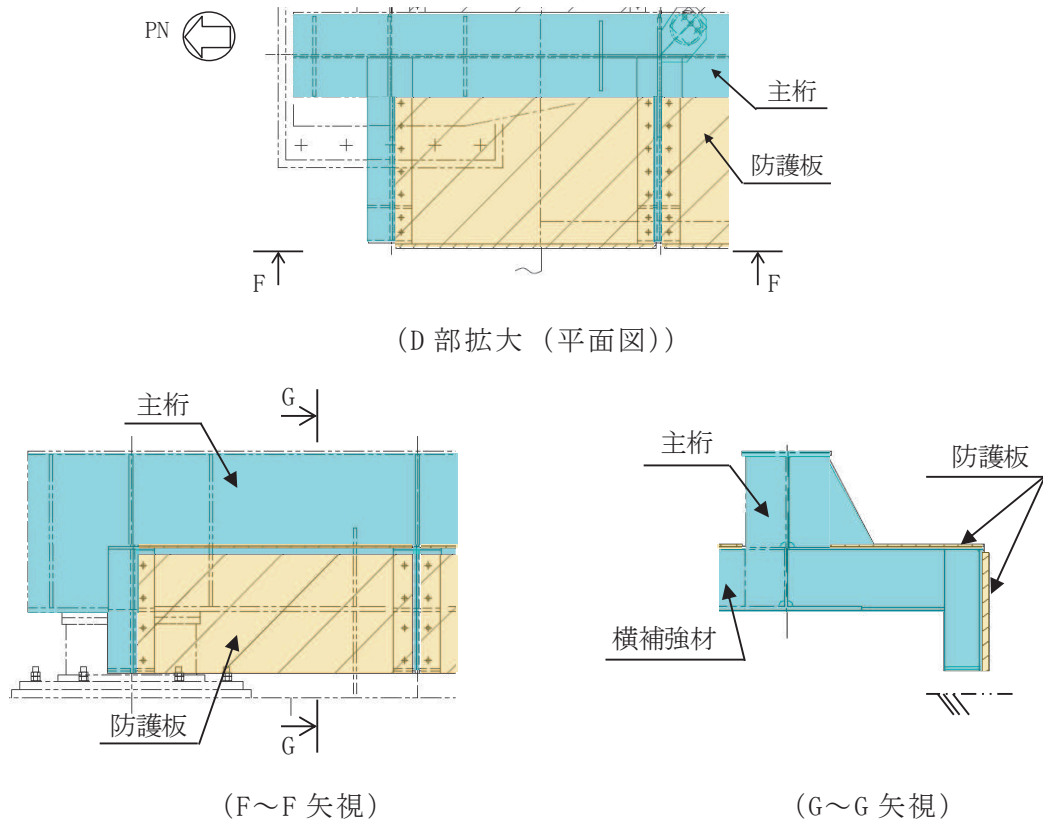 PN
主桁
防護板
F
F
(D 部拡大 (平面図))
G
主桁
防護板
G
(F～F 矢視)
主桁
防護板
横補強材
(G～G 矢視)